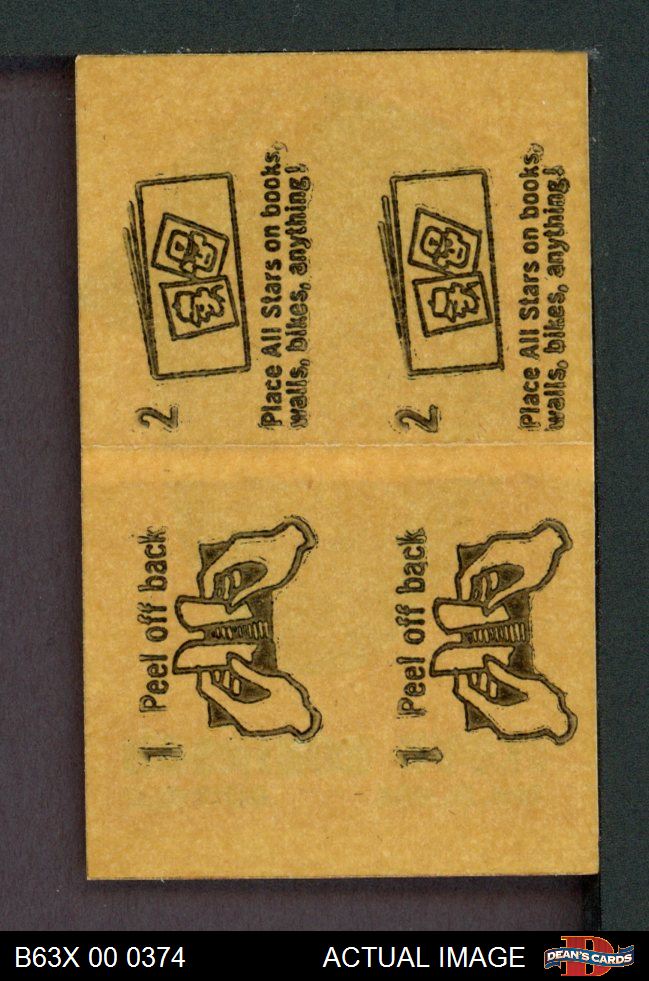 1 Peel off back
2
Place All Stars on books,
walls, bikes, anything!
1 Peel off back
2
Place All Stars on books,
walls, bikes, anything!
B63X 00 0374
ACTUAL IMAGE
D
DEAN'S CARDS